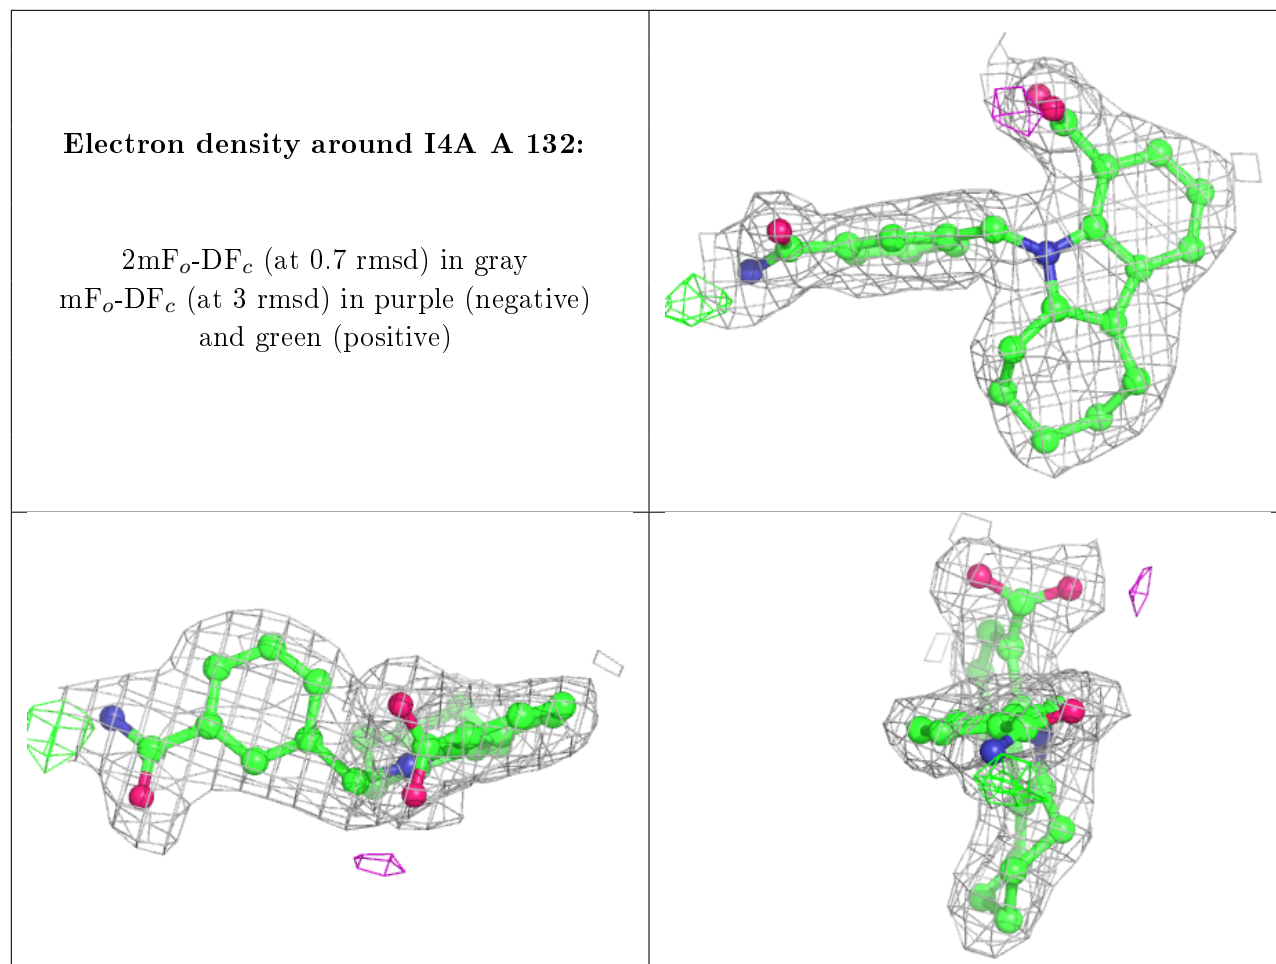 Electron density around I4A A 132:
2mFo-DFc (at 0.7 rmsd) in gray
mFo-DFc (at 3 rmsd) in purple (negative)
and green (positive)